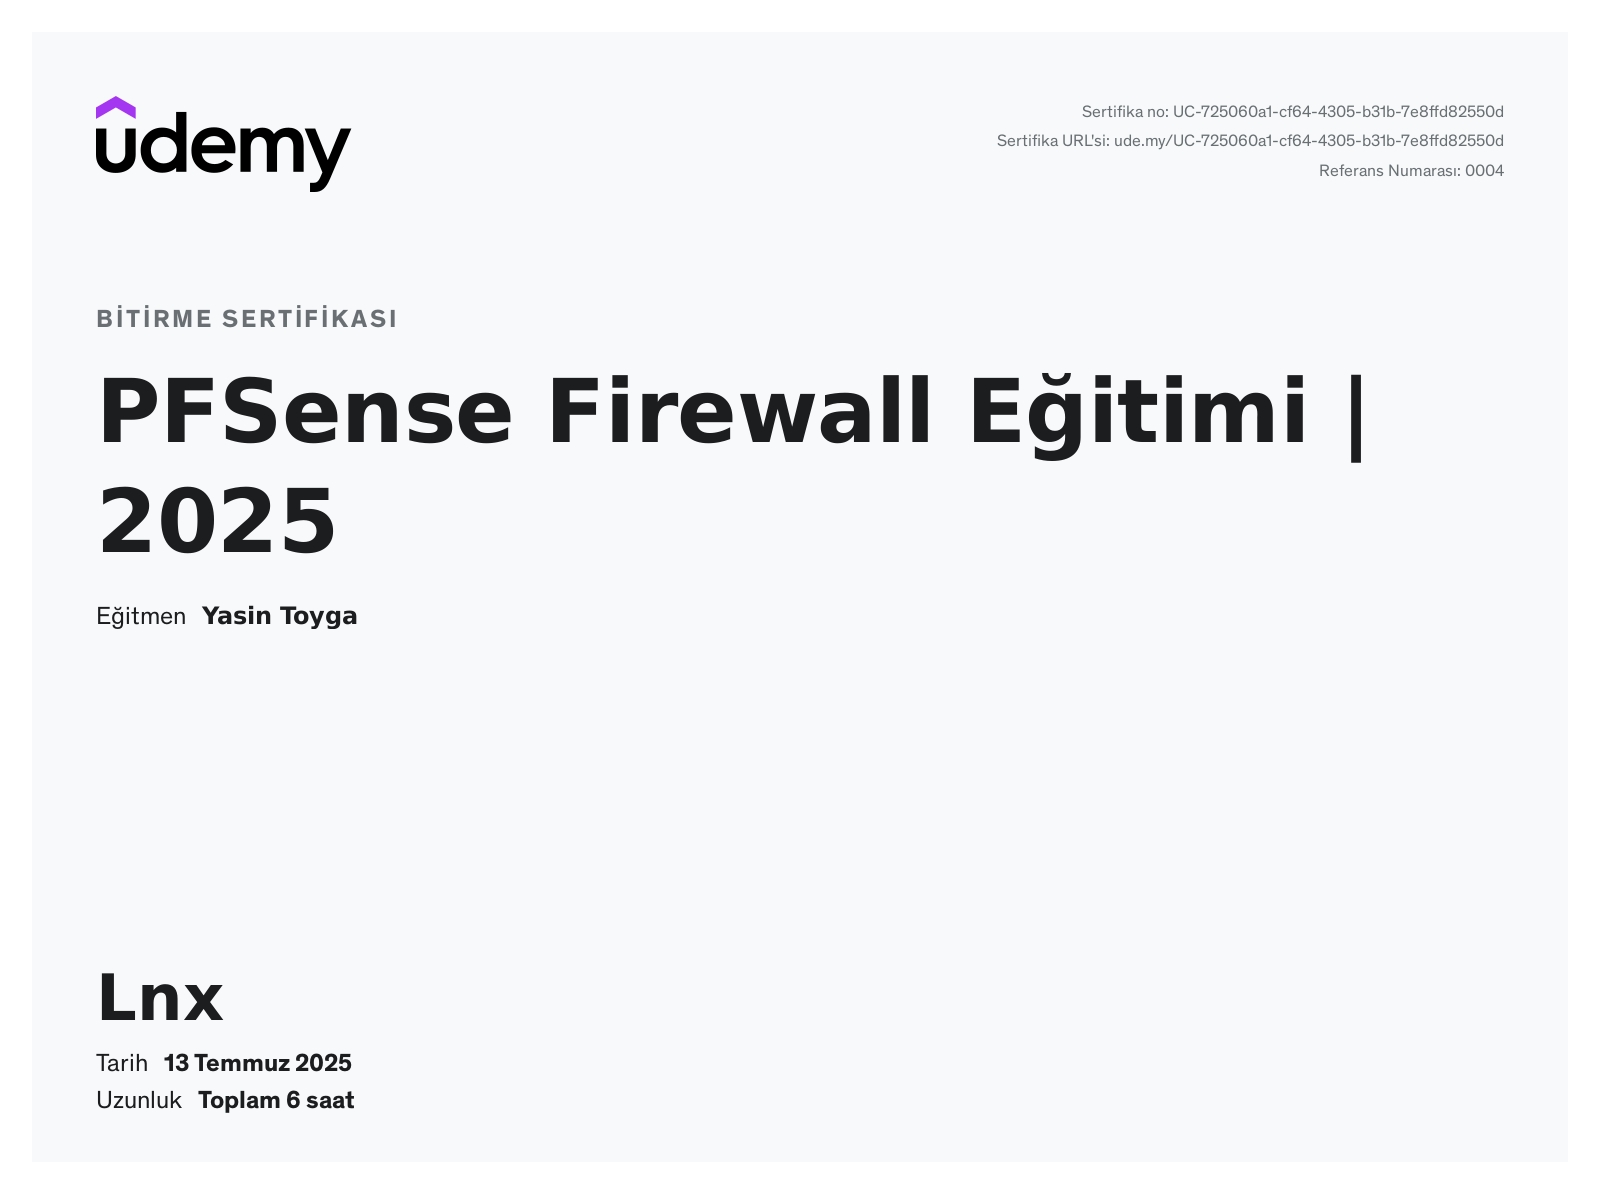 udemy
Sertifika no: UC-725060a1-cf64-4305-b31b-7e8ffd82550d
Sertifika URL'si: ude.my/UC-725060a1-cf64-4305-b31b-7e8ffd82550d
Referans Numarası: 0004
BİTİRME SERTİFİKASI
PFSense Firewall Eğitimi |
2025
Eğitmen Yasin Toyga
Lnx
Tarih 13 Temmuz 2025
Uzunluk Toplam 6 saat